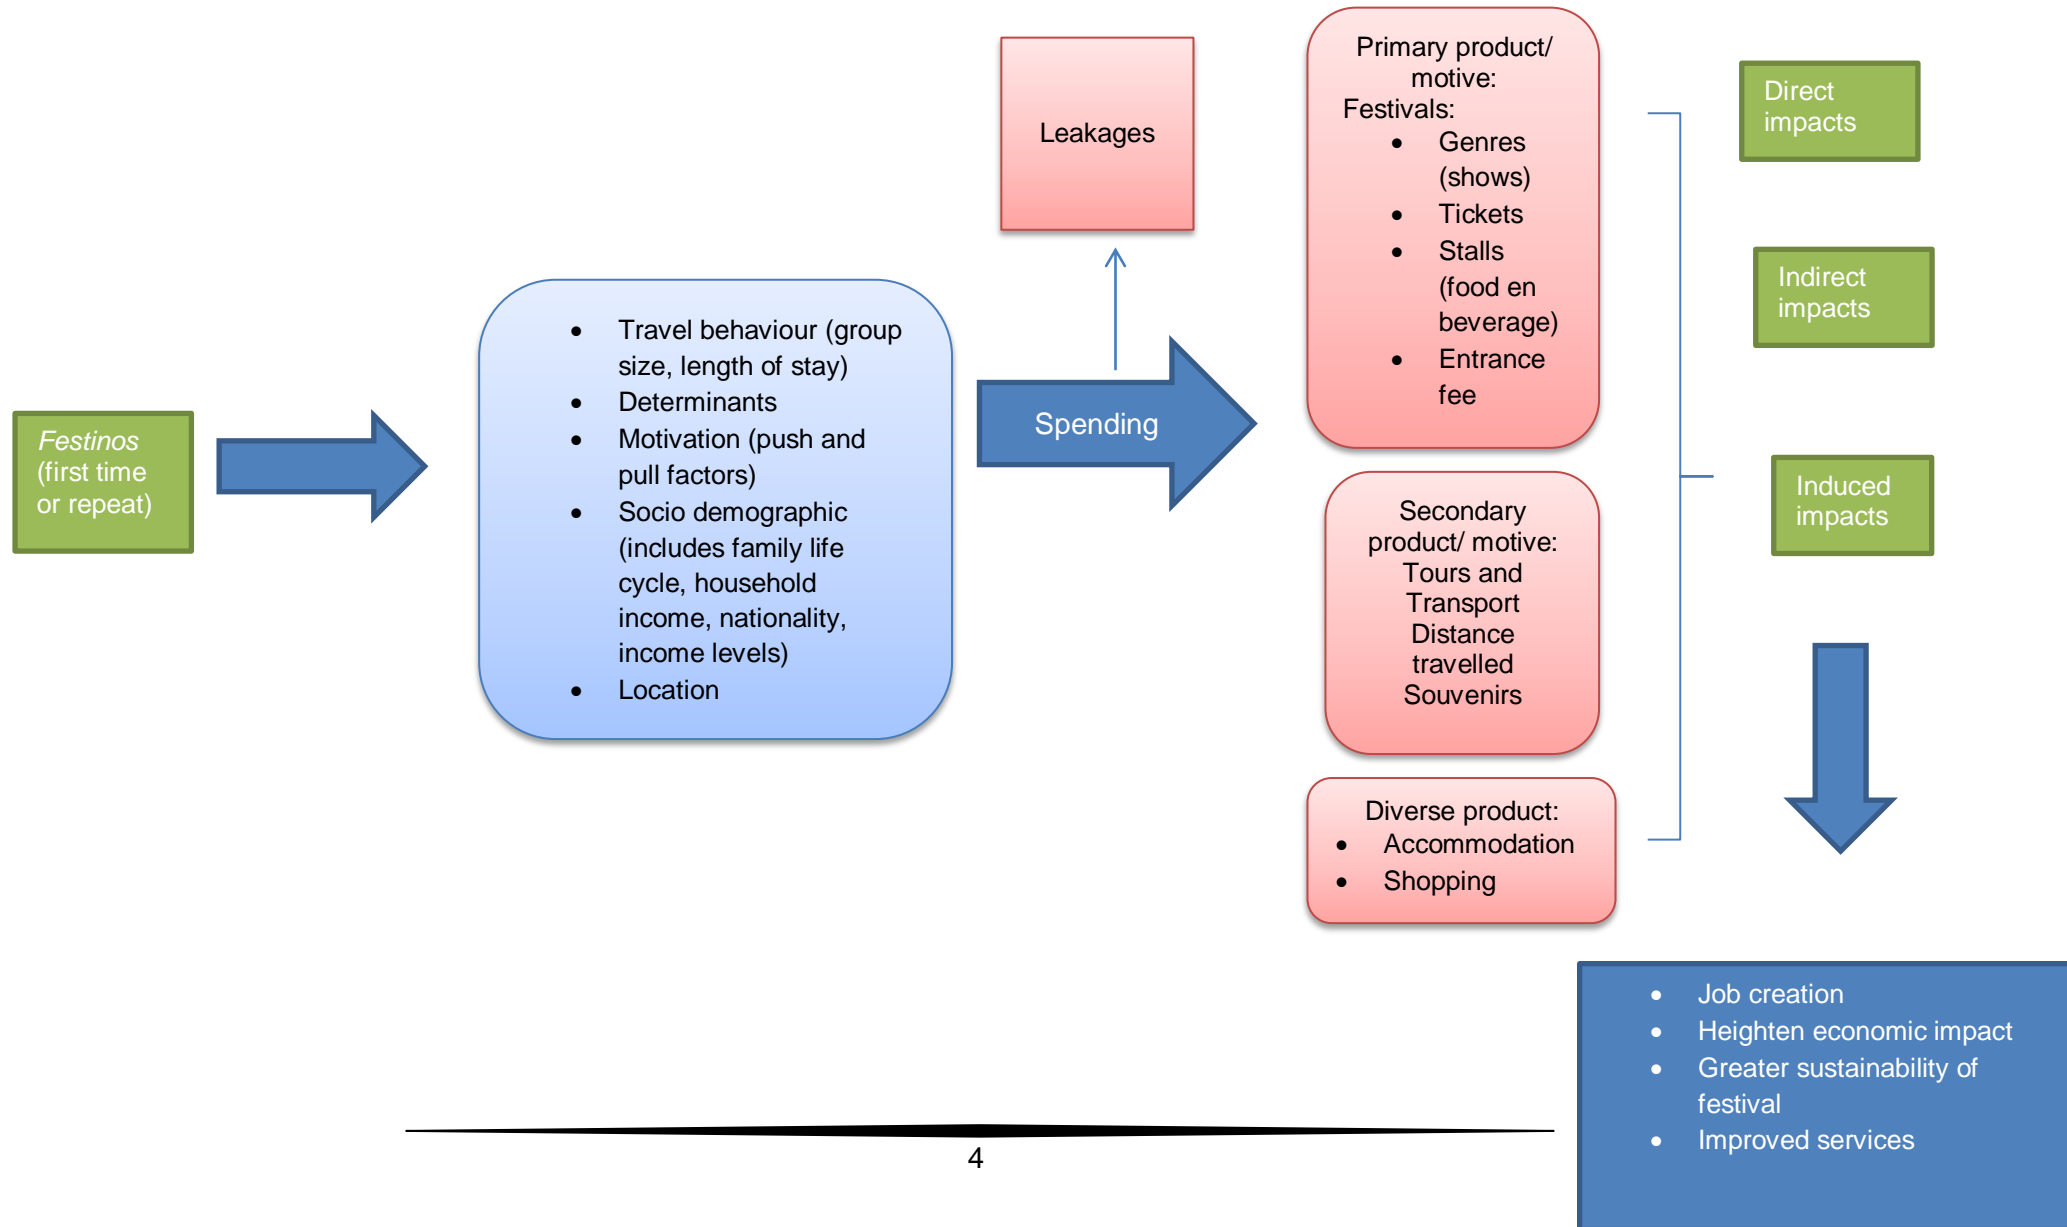 Festinos
(first time
or repeat)
• Travel behaviour (group
size, length of stay)
• Determinants
• Motivation (push and
pull factors)
• Socio demographic
(includes family life
cycle, household
income, nationality,
income levels)
• Location
Spending
Leakages
Primary product/
motive:
Festivals:
• Genres
(shows)
• Tickets
• Stalls
(food en
beverage)
• Entrance
fee
Secondary
product/ motive:
Tours and
Transport
Distance
travelled
Souvenirs
Diverse product:
• Accommodation
• Shopping
Direct
impacts
Indirect
impacts
Induced
impacts
• Job creation
• Heighten economic impact
• Greater sustainability of
festival
• Improved services
4